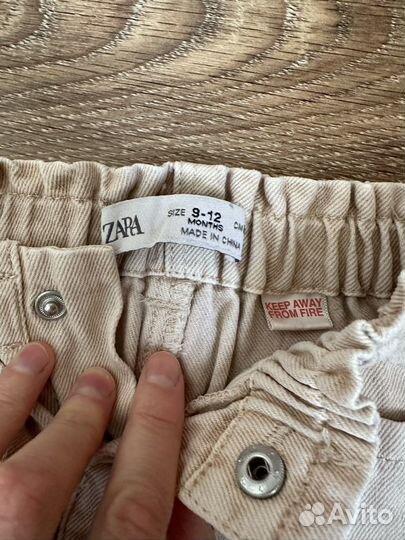 ZARA
SIZE 9-12
MONTHS
MADE IN CHINA
KEEP AWAY
FROM FIRE
Avito